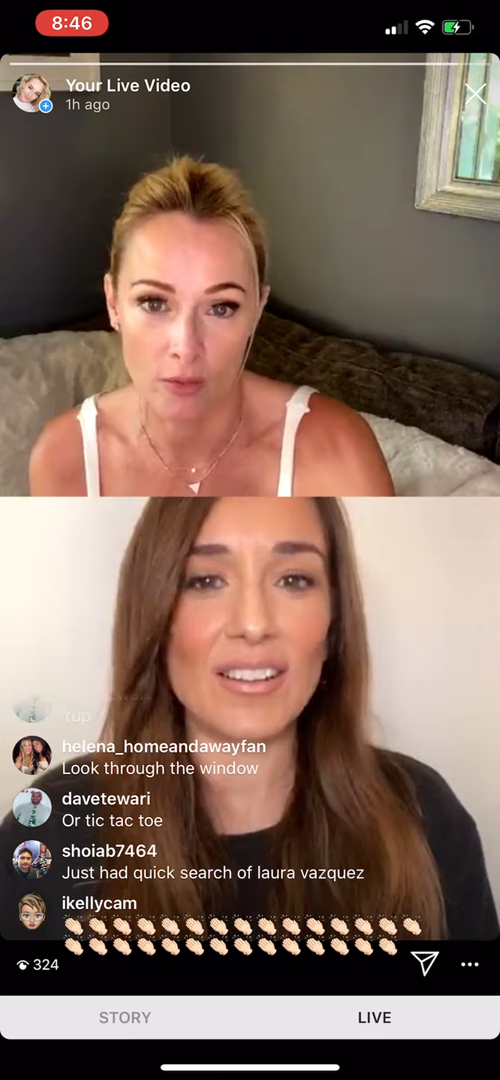 8:46
Your Live Video
1h ago
Yup
helena_homeandawayfan
Look through the window
davetewari
Or tic tac toe
shoiab7464
Just had quick search of laura vazquez
ikellycam
👏🏻👏🏻👏🏻👏🏻👏🏻👏🏻👏🏻👏🏻👏🏻👏🏻👏🏻👏🏻👏🏻👏🏻👏🏻
👏🏻👏🏻👏🏻👏🏻👏🏻👏🏻👏🏻👏🏻👏🏻👏🏻👏🏻👏🏻👏🏻👏🏻
324
STORY
LIVE